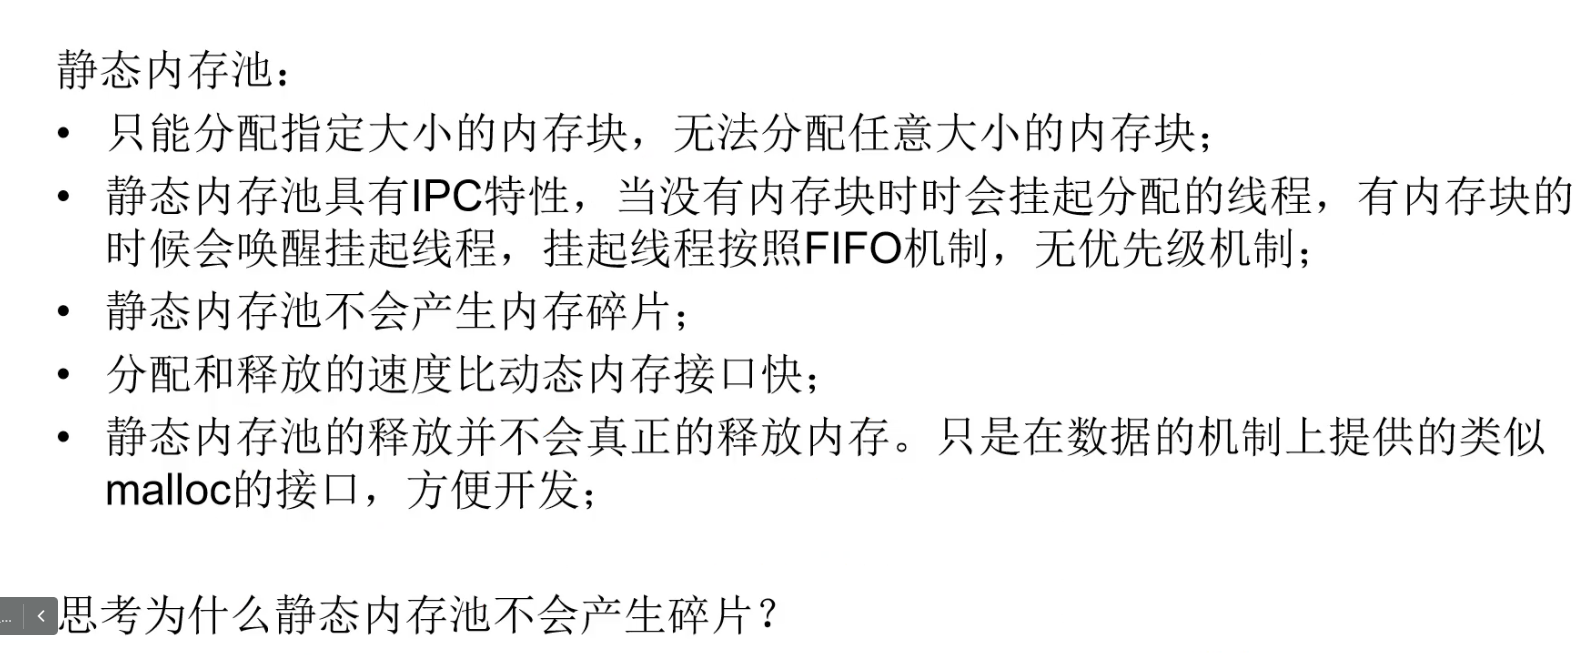 静态内存池：
• 只能分配指定大小的内存块，无法分配任意大小的内存块；
• 静态内存池具有IPC特性，当没有内存块时时会挂起分配的线程，有内存块的
时候会唤醒挂起线程，挂起线程按照FIFO机制，无优先级机制；
• 静态内存池不会产生内存碎片；
• 分配和释放的速度比动态内存接口快；
• 静态内存池的释放并不会真正的释放内存。只是在数据的机制上提供的类似
malloc的接口，方便开发；
思考为什么静态内存池不会产生碎片？